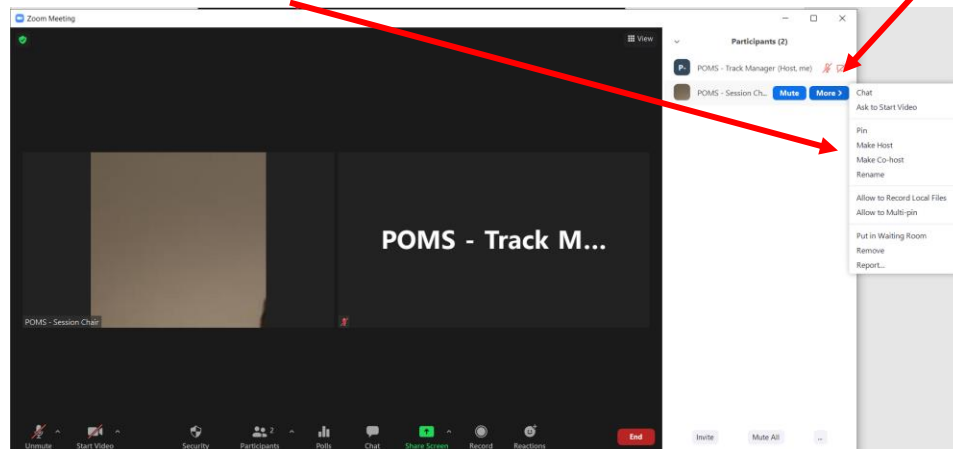 Zoom Meeting
View
Participants (2)
P- POMS - Track Manager (Host, me)
POMS - Session Ch... Mute More >
Chat
Ask to Start Video
Pin
Make Host
Make Co-host
Rename
Allow to Record Local Files
Allow to Multi-pin
Put in Waiting Room
Remove
Report...
POMS - Track M...
POMS - Session Chair
2
Unmute Start Video Security Participants Polls Chat Share Screen Record Reactions End
Invite Mute All ..